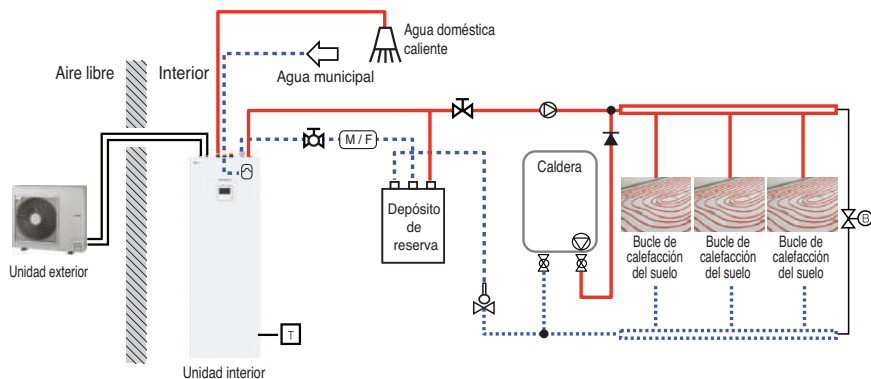 Agua doméstica
caliente
Agua municipal
Aire libre
Interior
M / F
Caldera
Depósito
de
reserva
B
Unidad exterior
Bucle de
calefacción
del suelo
Bucle de
calefacción
del suelo
Bucle de
calefacción
del suelo
T
Unidad interior